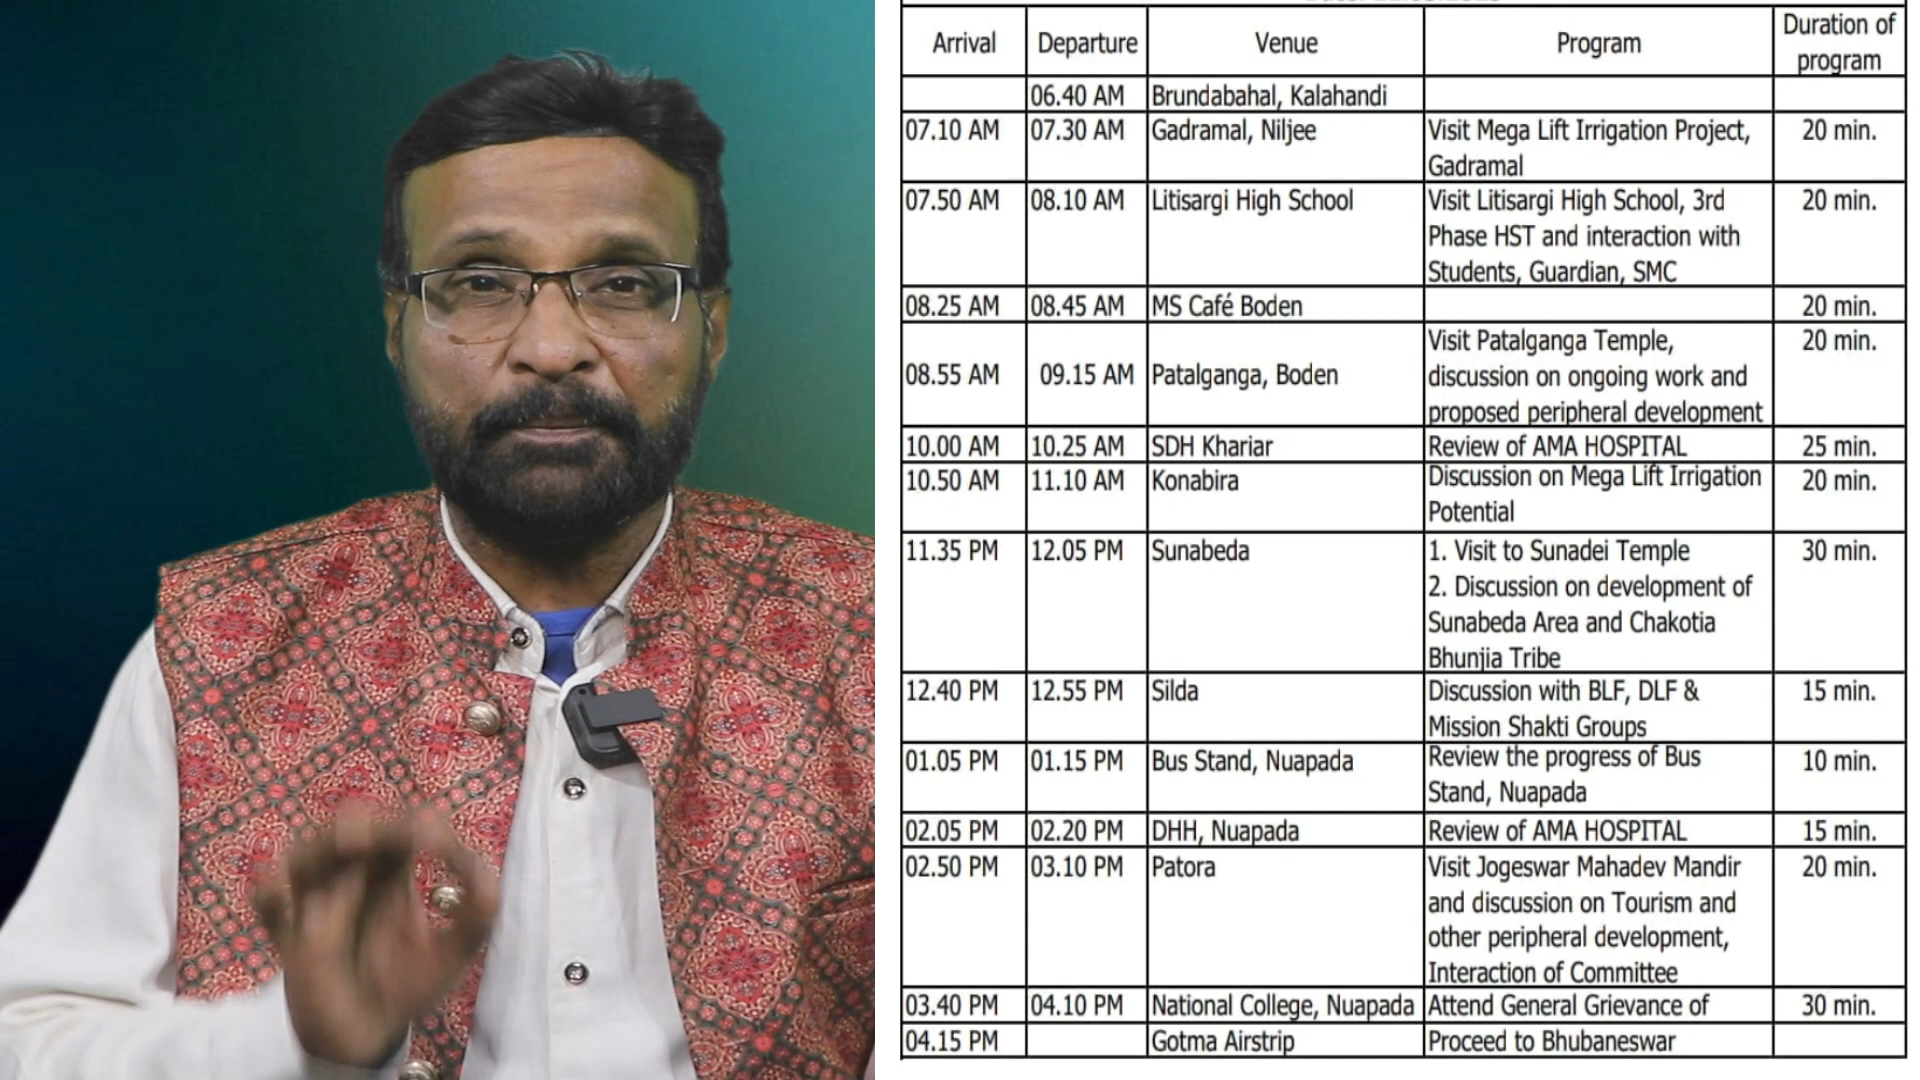 Arrival Departure Venue Program Duration of program
06.40 AM Brundabahal, Kalahandi
07.10 AM 07.30 AM Gadramal, Niljee Visit Mega Lift Irrigation Project, 20 min.
Gadramal
07.50 AM 08.10 AM Litisargi High School Visit Litisargi High School, 3rd 20 min.
Phase HST and interaction with
Students, Guardian, SMC
08.25 AM 08.45 AM MS Café Boden 20 min.
Visit Patalganga Temple, 20 min.
08.55 AM 09.15 AM Patalganga, Boden discussion on ongoing work and
proposed peripheral development
10.00 AM 10.25 AM SDH Khariar Review of AMA HOSPITAL 25 min.
10.50 AM 11.10 AM Konabira Discussion on Mega Lift Irrigation 20 min.
Potential
11.35 PM 12.05 PM Sunabeda 1. Visit to Sunadei Temple 30 min.
2. Discussion on development of
Sunabeda Area and Chakotia
Bhunjia Tribe
12.40 PM 12.55 PM Silda Discussion with BLF, DLF & 15 min.
Mission Shakti Groups
01.05 PM 01.15 PM Bus Stand, Nuapada Review the progress of Bus 10 min.
Stand, Nuapada
02.05 PM 02.20 PM DHH, Nuapada Review of AMA HOSPITAL 15 min.
02.50 PM 03.10 PM Patora Visit Jogeswar Mahadev Mandir 20 min.
and discussion on Tourism and
other peripheral development,
Interaction of Committee
03.40 PM 04.10 PM National College, Nuapada Attend General Grievance of 30 min.
04.15 PM Gotma Airstrip Proceed to Bhubaneswar